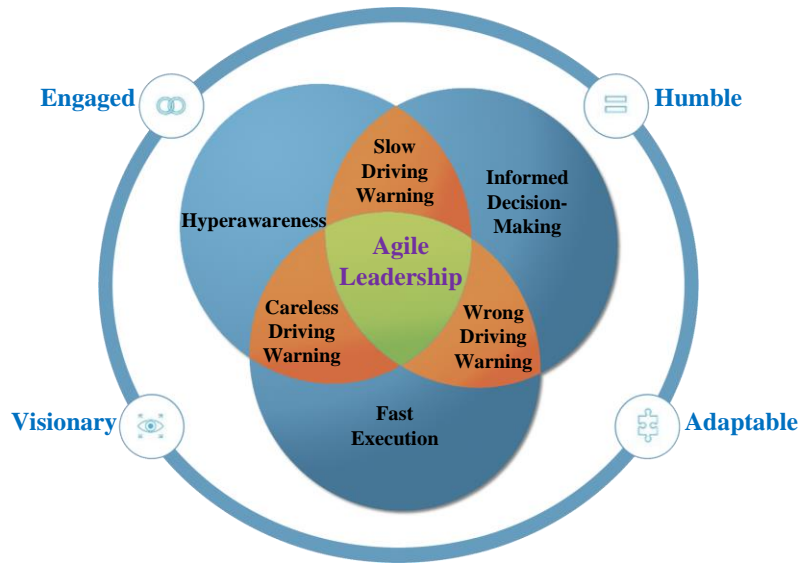 Engaged
Humble
Slow
Driving
Warning
Hyperawareness
Informed
Decision-
Making
Agile
Leadership
Careless
Driving
Warning
Wrong
Driving
Warning
Visionary
Adaptable
Fast
Execution